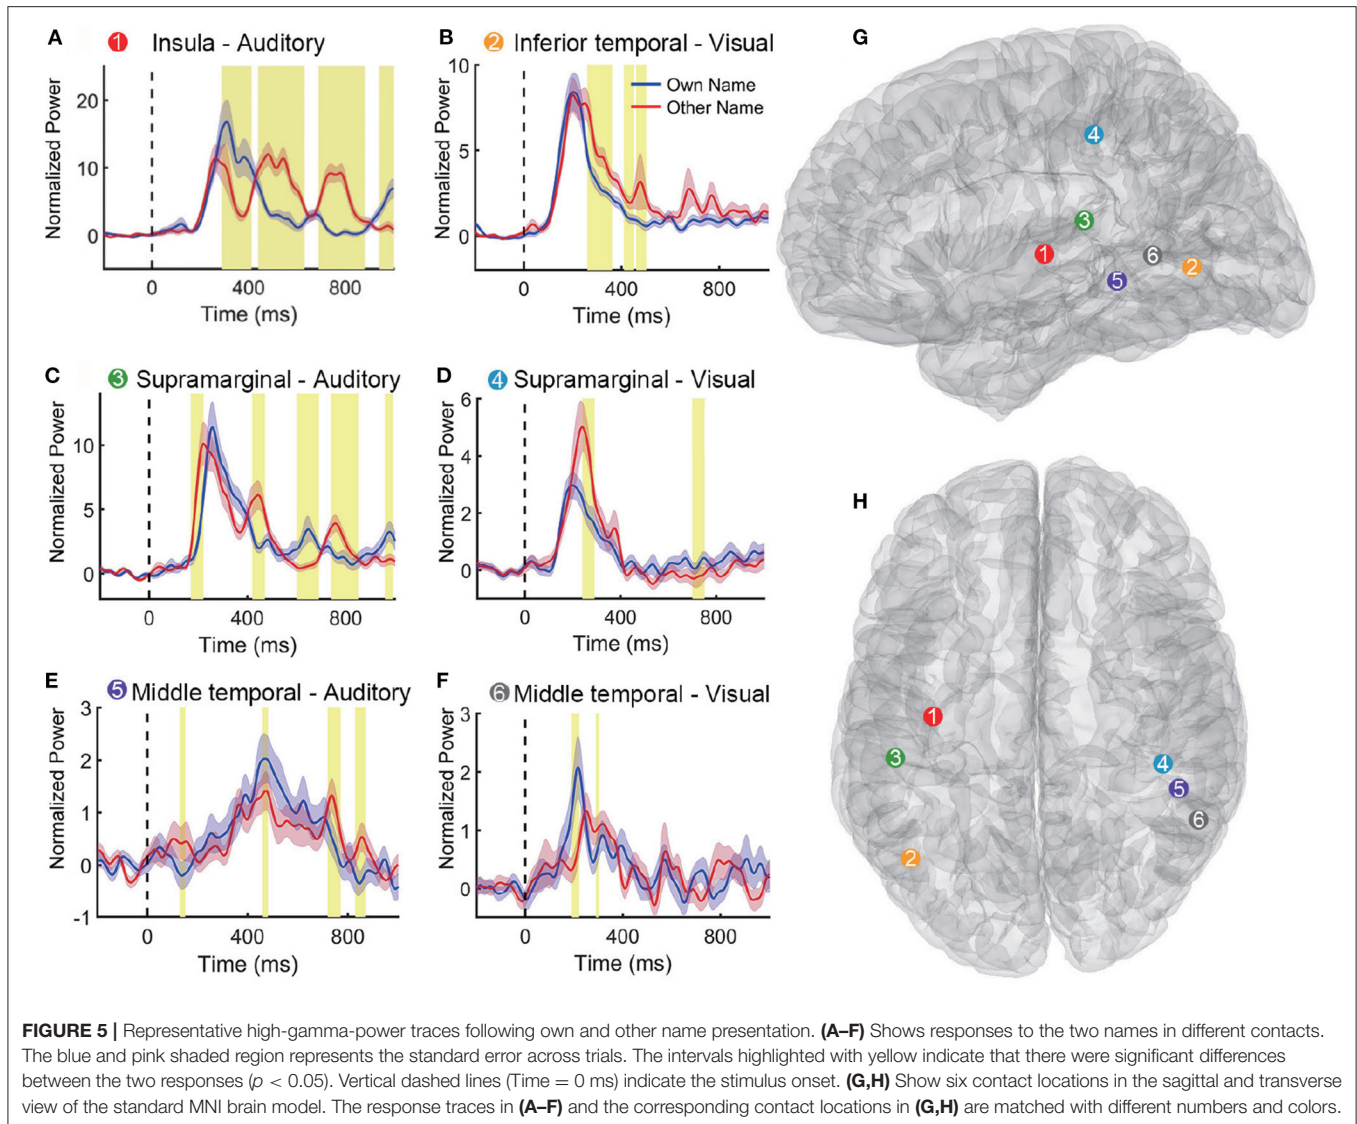 A 1 Insula - Auditory
Normalized Power
20
10
0
0 400 800
Time (ms)
B 2 Inferior temporal - Visual
Own Name
Other Name
Normalized Power
10
5
0
0 400 800
Time (ms)
C 3 Supramarginal - Auditory
Normalized Power
10
5
0
0 400 800
Time (ms)
D 4 Supramarginal - Visual
Normalized Power
6
4
2
0
0 400 800
Time (ms)
E 5 Middle temporal - Auditory
Normalized Power
3
2
1
0
-1
0 400 800
Time (ms)
F 6 Middle temporal - Visual
Normalized Power
3
2
1
0
0 400 800
Time (ms)
G
4
3
1
6
2
5
H
1
3
4
5
6
2
FIGURE 5 | Representative high-gamma-power traces following own and other name presentation. (A–F) Shows responses to the two names in different contacts.
The blue and pink shaded region represents the standard error across trials. The intervals highlighted with yellow indicate that there were significant differences
between the two responses (p < 0.05). Vertical dashed lines (Time = 0 ms) indicate the stimulus onset. (G,H) Show six contact locations in the sagittal and transverse
view of the standard MNI brain model. The response traces in (A–F) and the corresponding contact locations in (G,H) are matched with different numbers and colors.